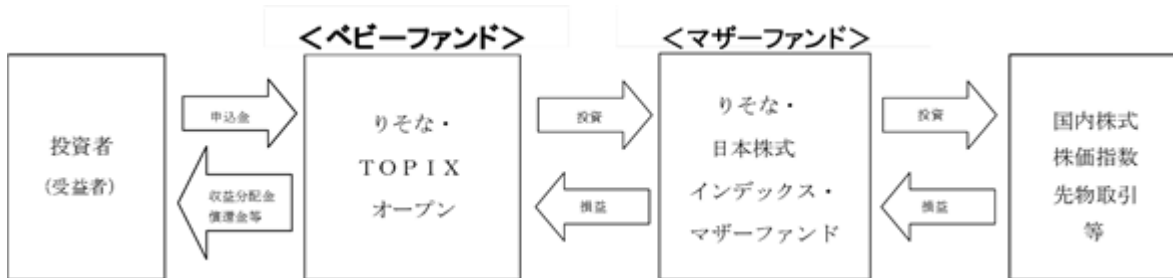 ＜ベビーファンド＞
＜マザーファンド＞
投資者
(受益者)
申込金
収益分配金
償還金等
りそな・
ＴＯＰＩＸ
オープン
投資
損益
りそな・
日本株式
インデックス・
マザーファンド
投資
損益
国内株式
株価指数
先物取引
等